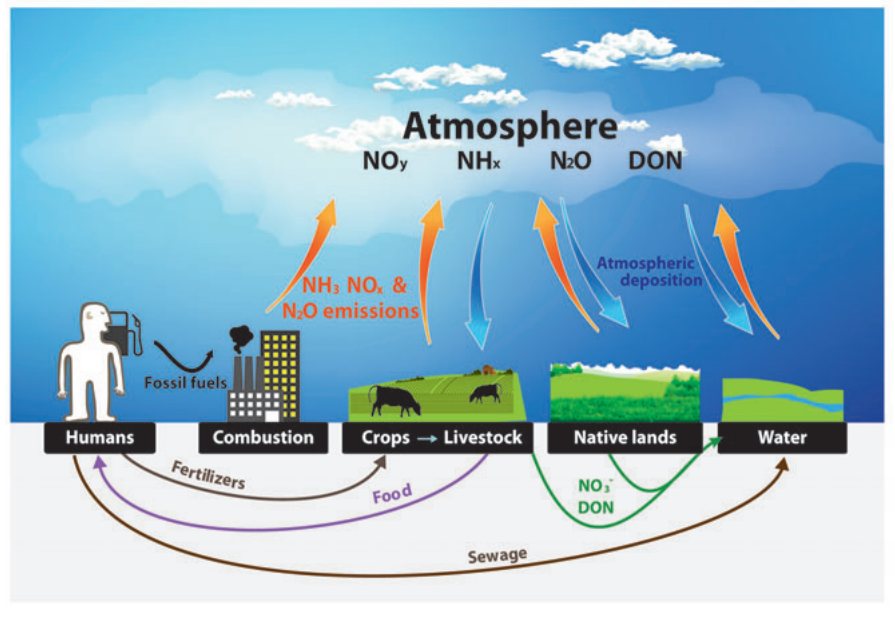 Atmosphere
NOy NHx N2O DON
NH3 NOx &
N2O emissions
Atmospheric
deposition
Fossil fuels
Humans
Combustion
Crops → Livestock
Native lands
Water
Fertilizers
Food
NO3-
DON
Sewage